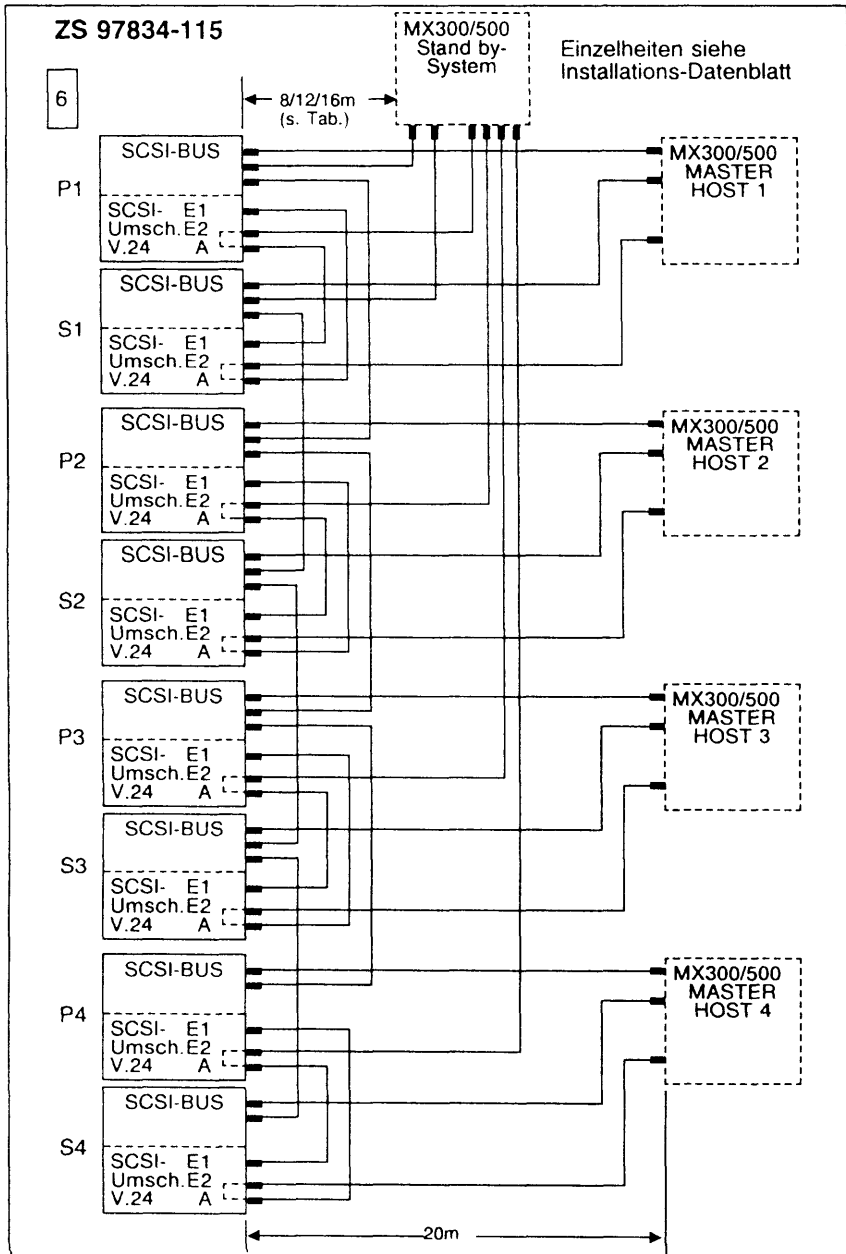 ZS 97834-115
MX300/500
Stand by-
System
Einzelheiten siehe
Installations-Datenblatt
6
8/12/16m
(s. Tab.)
P1
SCSI-BUS
SCSI- E1
Umsch.E2
V.24 A
MX300/500
MASTER
HOST 1
S1
SCSI-BUS
SCSI- E1
Umsch.E2
V.24 A
P2
SCSI-BUS
SCSI- E1
Umsch.E2
V.24 A
MX300/500
MASTER
HOST 2
S2
SCSI-BUS
SCSI- E1
Umsch.E2
V.24 A
P3
SCSI-BUS
SCSI- E1
Umsch.E2
V.24 A
MX300/500
MASTER
HOST 3
S3
SCSI-BUS
SCSI- E1
Umsch.E2
V.24 A
P4
SCSI-BUS
SCSI- E1
Umsch.E2
V.24 A
MX300/500
MASTER
HOST 4
S4
SCSI-BUS
SCSI- E1
Umsch.E2
V.24 A
20m